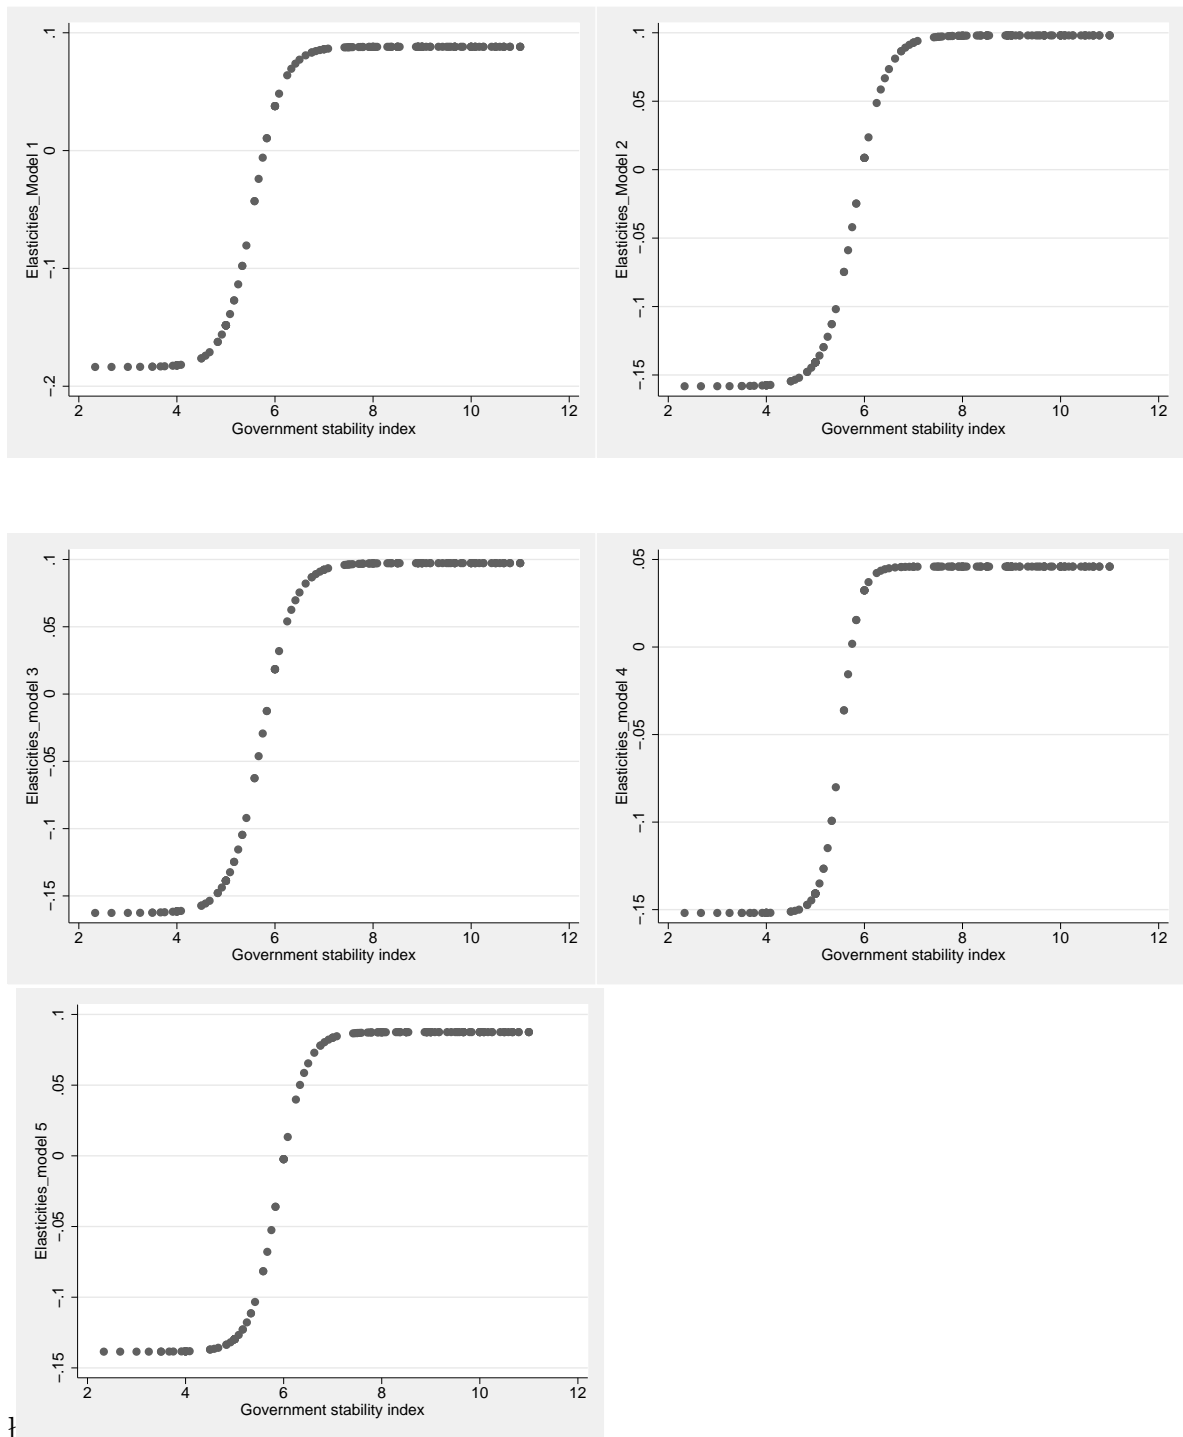 .1
0
−.1
−.2
Elasticities_Model 1
2 4 6 8 10 12
Government stability index
.1
.05
0
−.05
−.1
−.15
Elasticities_Model 2
2 4 6 8 10 12
Government stability index
.1
.05
0
−.05
−.1
−.15
Elasticities_model 3
2 4 6 8 10 12
Government stability index
.05
0
−.05
−.1
−.15
Elasticities_model 4
2 4 6 8 10 12
Government stability index
.1
.05
0
−.05
−.1
−.15
Elasticities_model 5
2 4 6 8 10 12
Government stability index